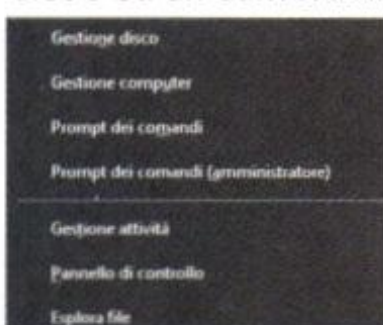 Gestione disco
Gestione computer
Prompt dei comandi
Prompt dei comandi (amministratore)
Gestione attività
Pannello di controllo
Esplora file